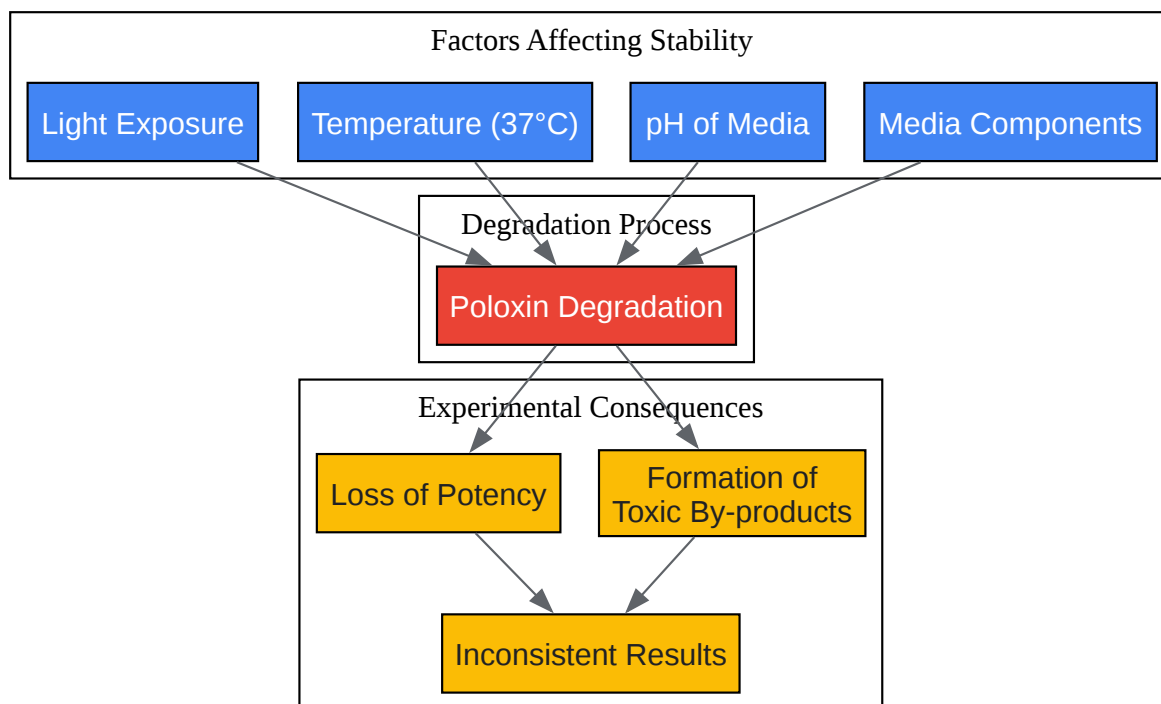 Factors Affecting Stability
Light Exposure
Temperature (37°C)
pH of Media
Media Components
Degradation Process
Poloxin Degradation
Experimental Consequences
Loss of Potency
Formation of
Toxic By-products
Inconsistent Results